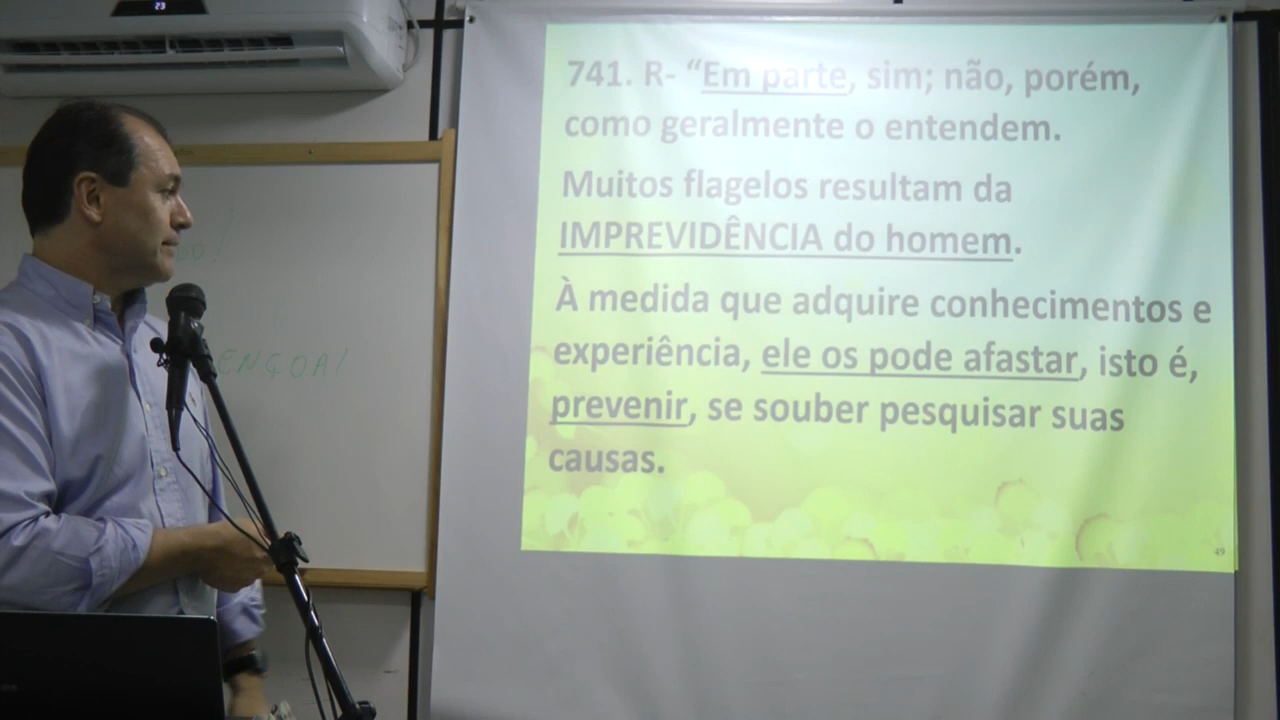 23
741. R- “Em parte, sim; não, porém,
como geralmente o entendem.
Muitos flagelos resultam da
IMPREVIDÊNCIA do homem.
À medida que adquire conhecimentos e
experiência, ele os pode afastar, isto é,
prevenir, se souber pesquisar suas
causas.
49